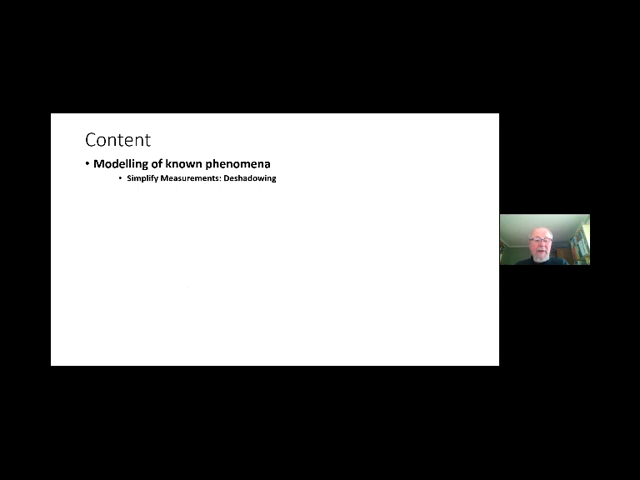 Content
• Modelling of known phenomena
• Simplify Measurements: Deshadowing